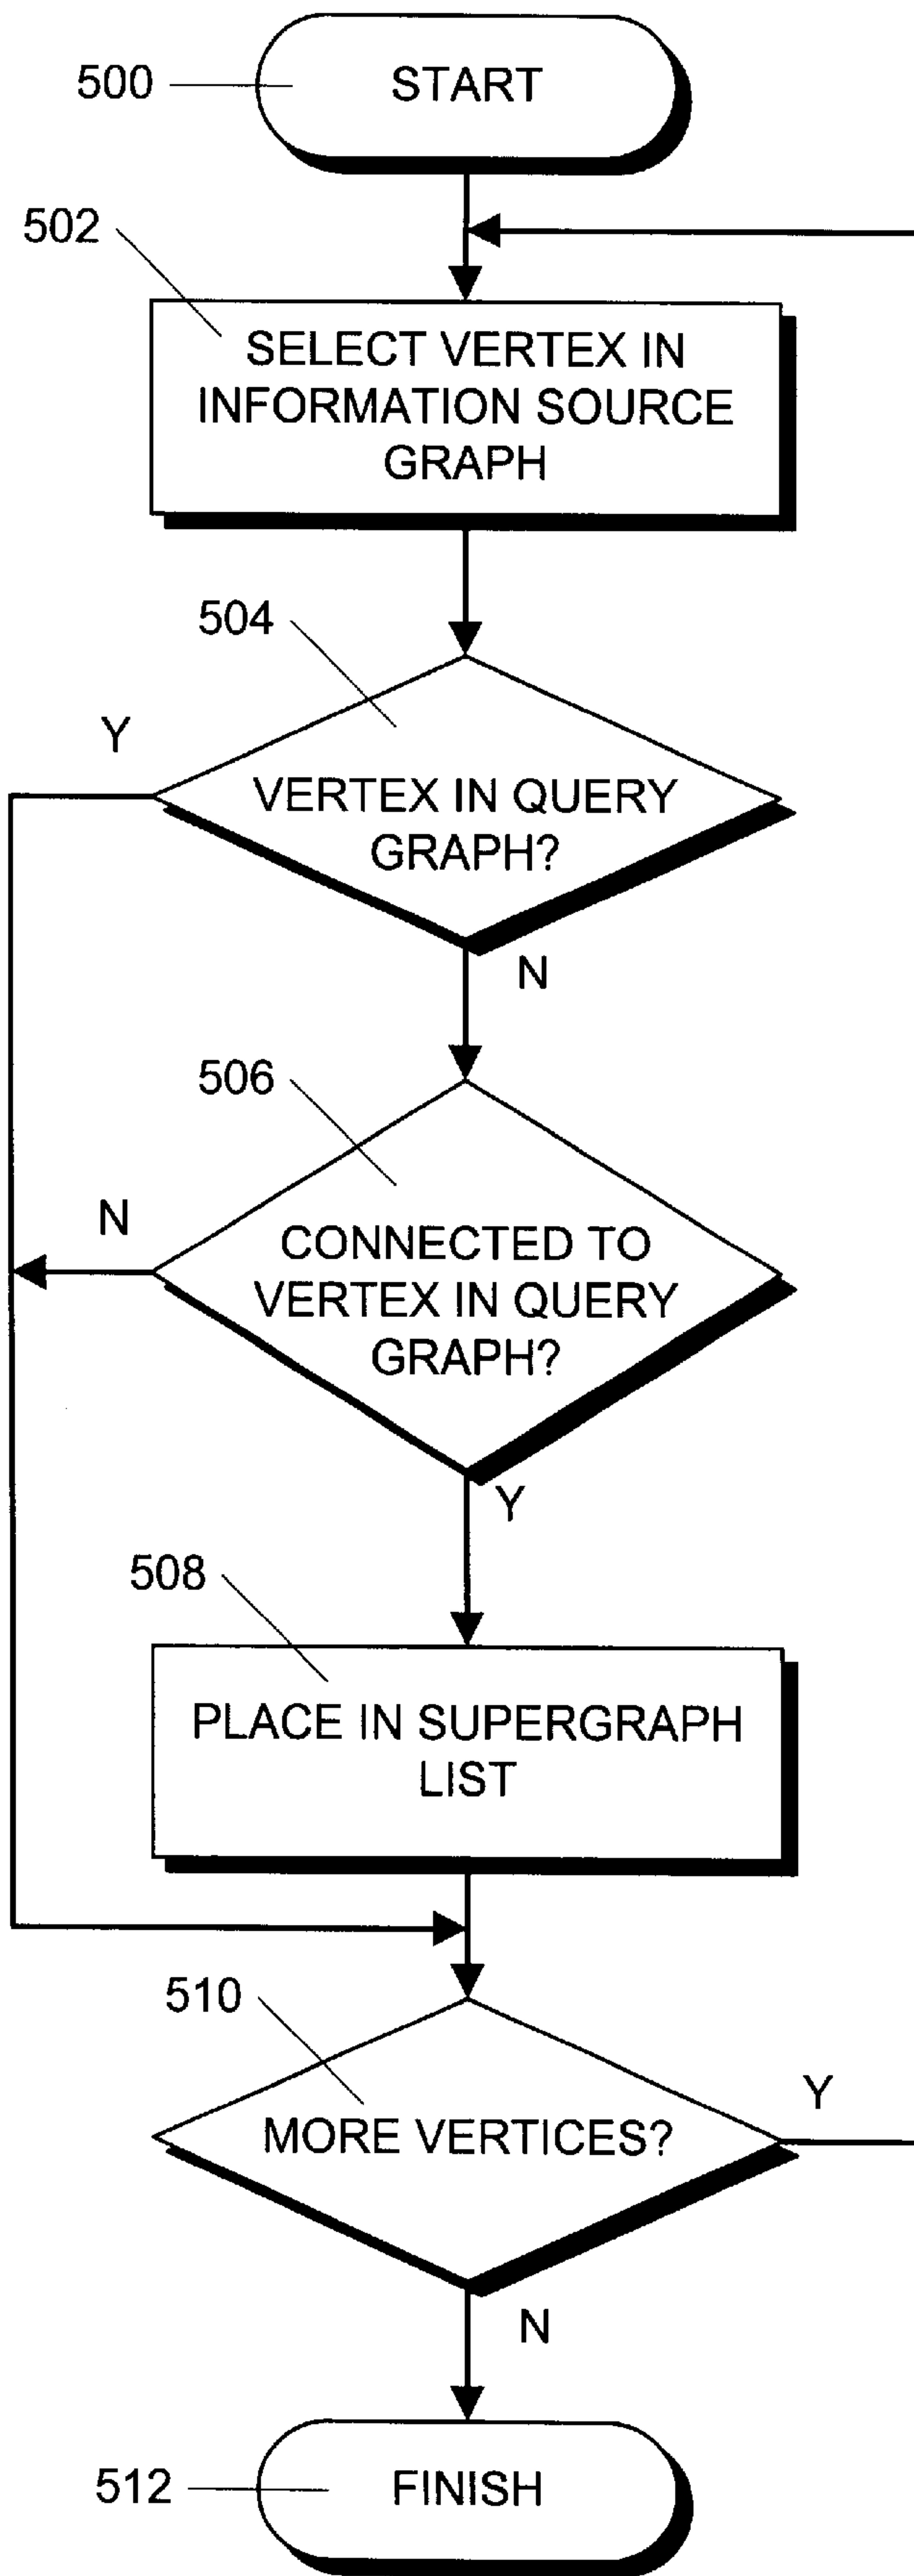 500
START
502
SELECT VERTEX IN
INFORMATION SOURCE
GRAPH
504
Y
VERTEX IN QUERY
GRAPH?
N
506
N
CONNECTED TO
VERTEX IN QUERY
GRAPH?
Y
508
PLACE IN SUPERGRAPH
LIST
510
Y
MORE VERTICES?
N
512
FINISH